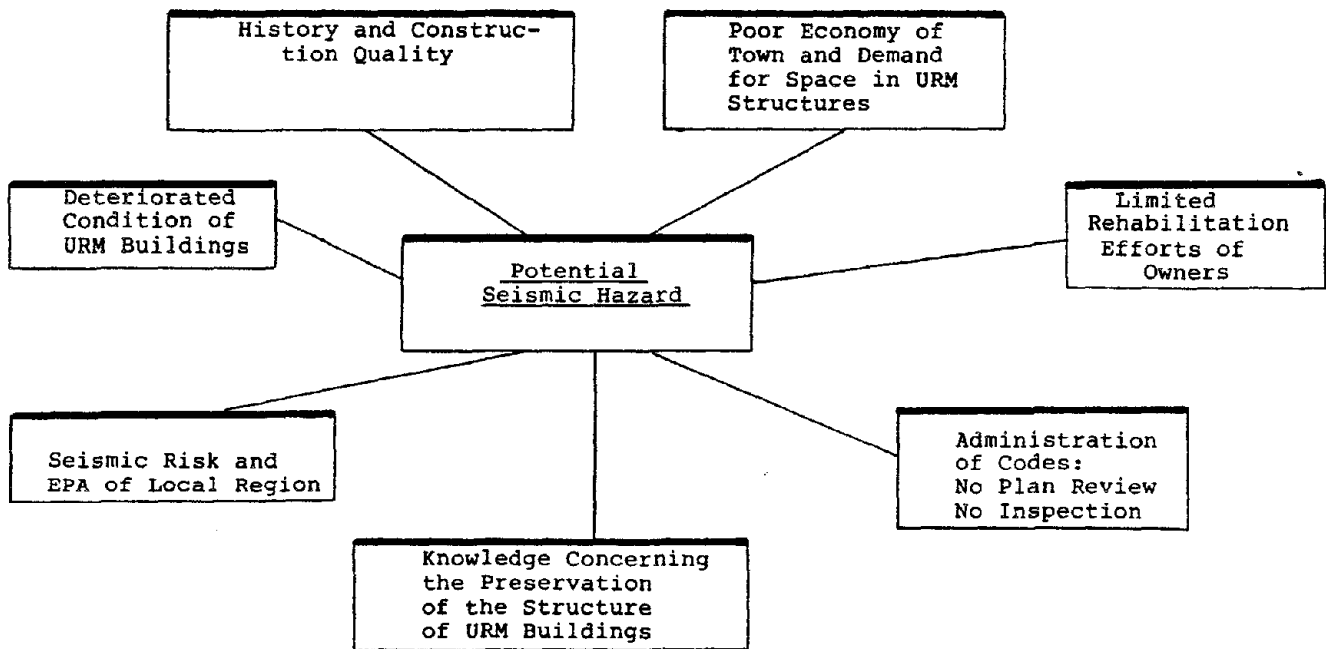 History and Construc-
tion Quality
Poor Economy of
Town and Demand
for Space in URM
Structures
Deteriorated
Condition of
URM Buildings
Limited
Rehabilitation
Efforts of
Owners
Potential
Seismic Hazard
Seismic Risk and
EPA of Local Region
Administration
of Codes:
No Plan Review
No Inspection
Knowledge Concerning
the Preservation
of the Structure
of URM Buildings